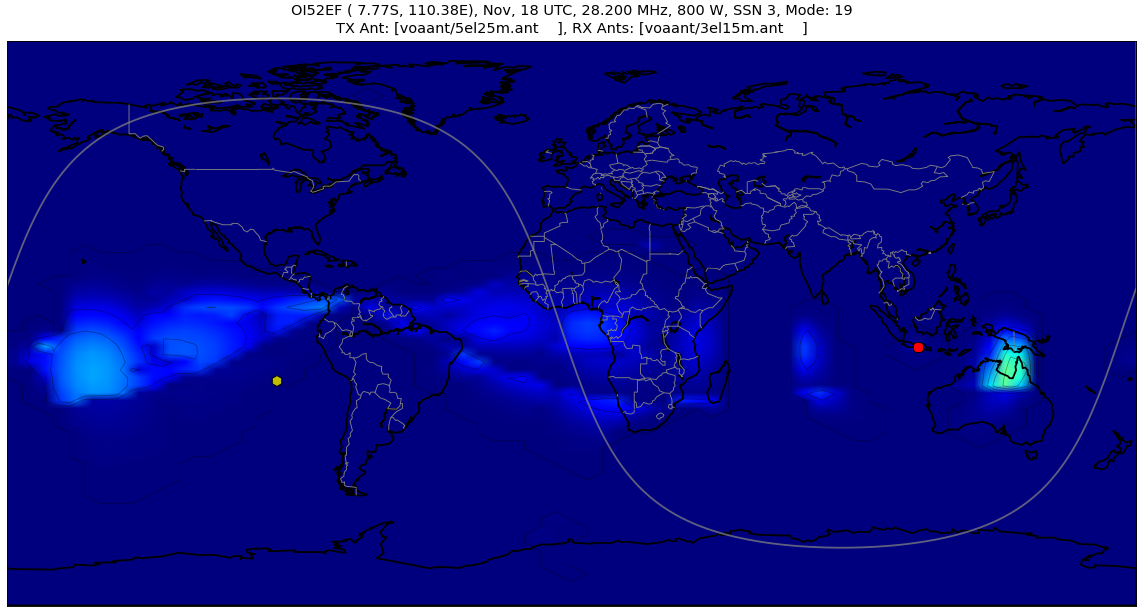 OI52EF ( 7.77S, 110.38E), Nov, 18 UTC, 28.200 MHz, 800 W, SSN 3, Mode: 19
TX Ant: [voaant/5el25m.ant    ], RX Ants: [voaant/3el15m.ant    ]